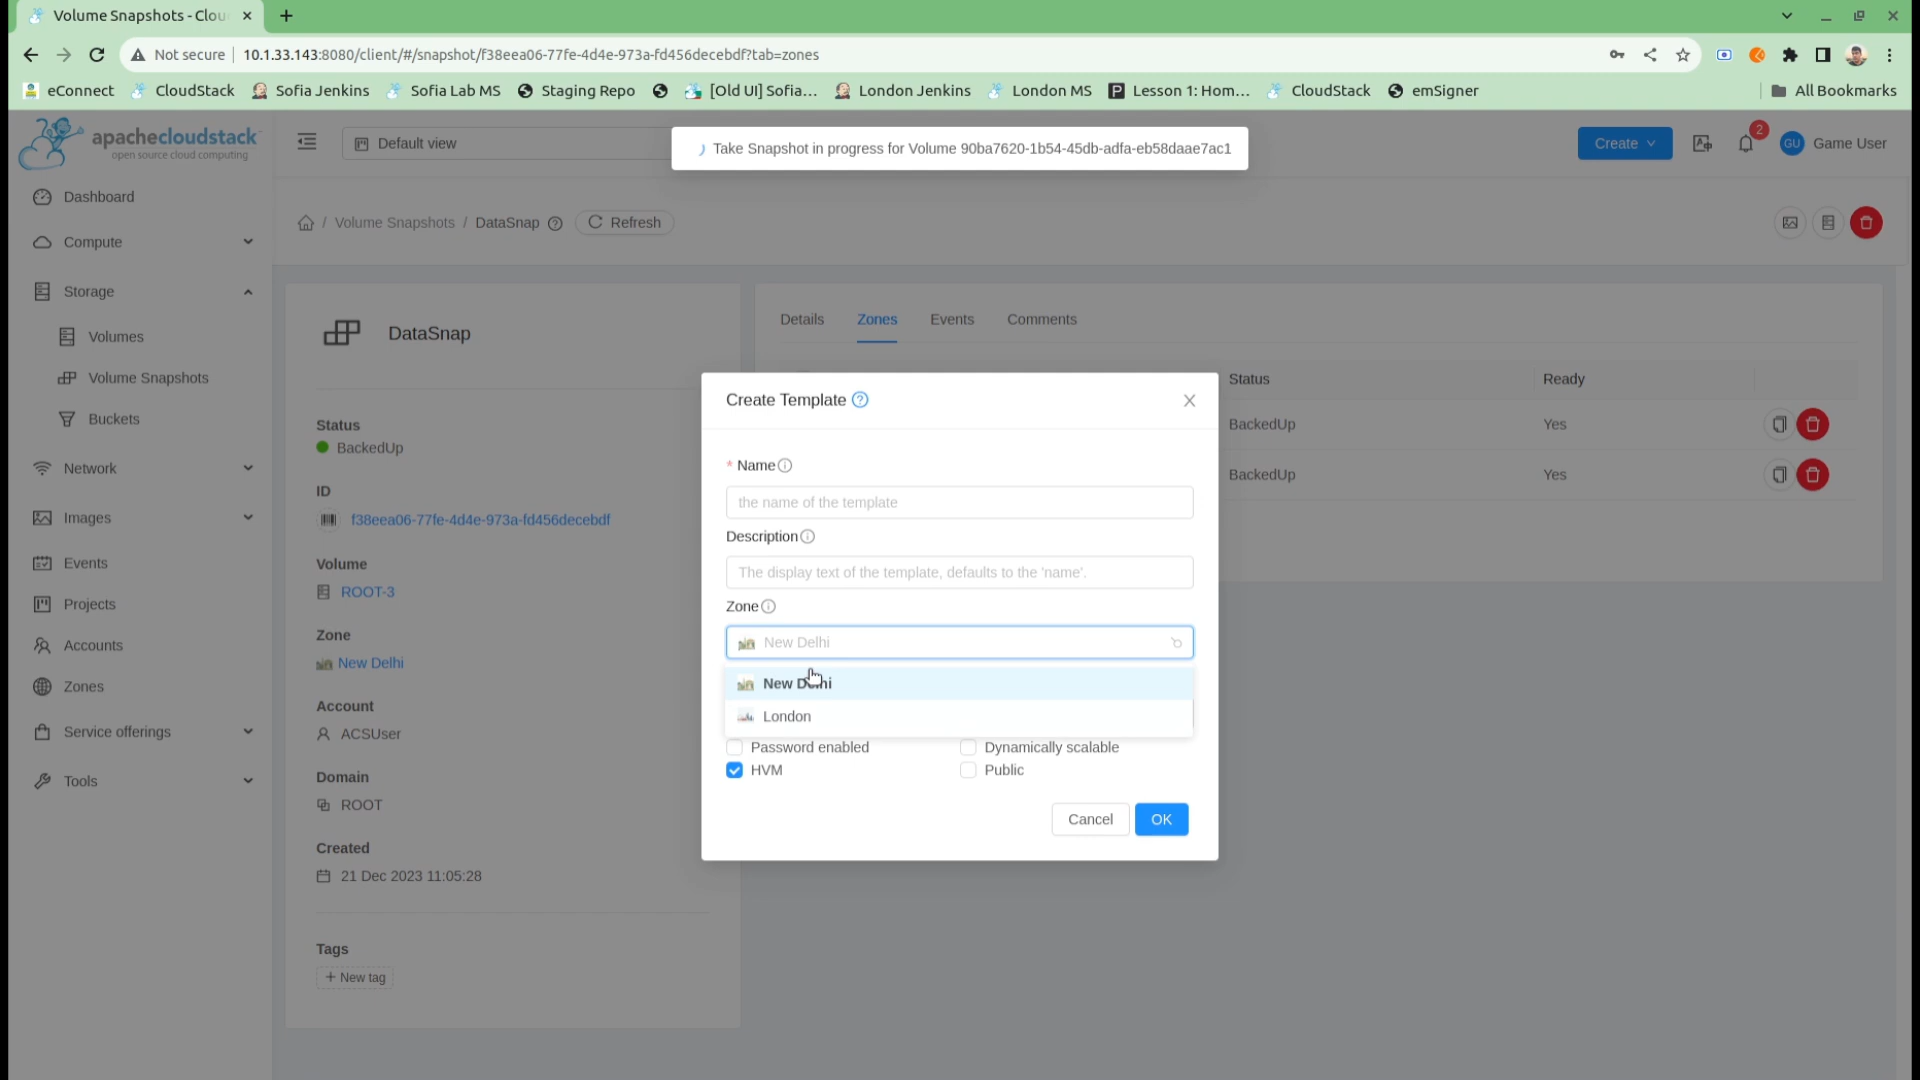 Volume Snapshots - Clou
Not secure
10.1.33.143:8080/client/#/snapshot/f38eea06-77fe-4d4e-973a-fd456decebdf?tab=zones
eConnect CloudStack Sofia Jenkins Sofia Lab MS Staging Repo [Old UI] Sofia... London Jenkins London MS Lesson 1: Hom... CloudStack emSigner All Bookmarks
apachecloudstack
open source cloud computing
Default view
Take Snapshot in progress for Volume 90ba7620-1b54-45db-adfa-eb58daae7ac1
Create
2
GU
Game User
Dashboard
Compute
Storage
Volumes
Volume Snapshots
Buckets
Network
Images
Events
Projects
Accounts
Zones
Service offerings
Tools
/ Volume Snapshots / DataSnap
Refresh
DataSnap
Status
BackedUp
ID
f38eea06-77fe-4d4e-973a-fd456decebdf
Volume
ROOT-3
Zone
New Delhi
Account
ACSUser
Domain
ROOT
Created
21 Dec 2023 11:05:28
Tags
+ New tag
Details Zones Events Comments
Status Ready
BackedUp Yes
BackedUp Yes
Create Template
* Name
the name of the template
Description
The display text of the template, defaults to the 'name'.
Zone
New Delhi
New Delhi
London
Password enabled Dynamically scalable
HVM Public
Cancel OK